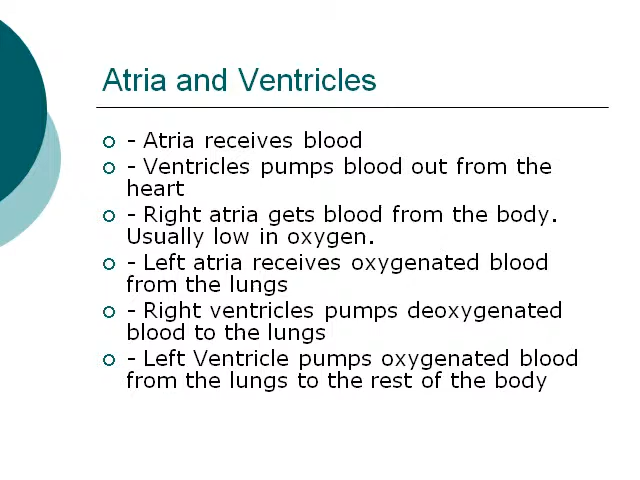 Atria and Ventricles
- Atria receives blood
- Ventricles pumps blood out from the
heart
- Right atria gets blood from the body.
Usually low in oxygen.
- Left atria receives oxygenated blood
from the lungs
- Right ventricles pumps deoxygenated
blood to the lungs
- Left Ventricle pumps oxygenated blood
from the lungs to the rest of the body